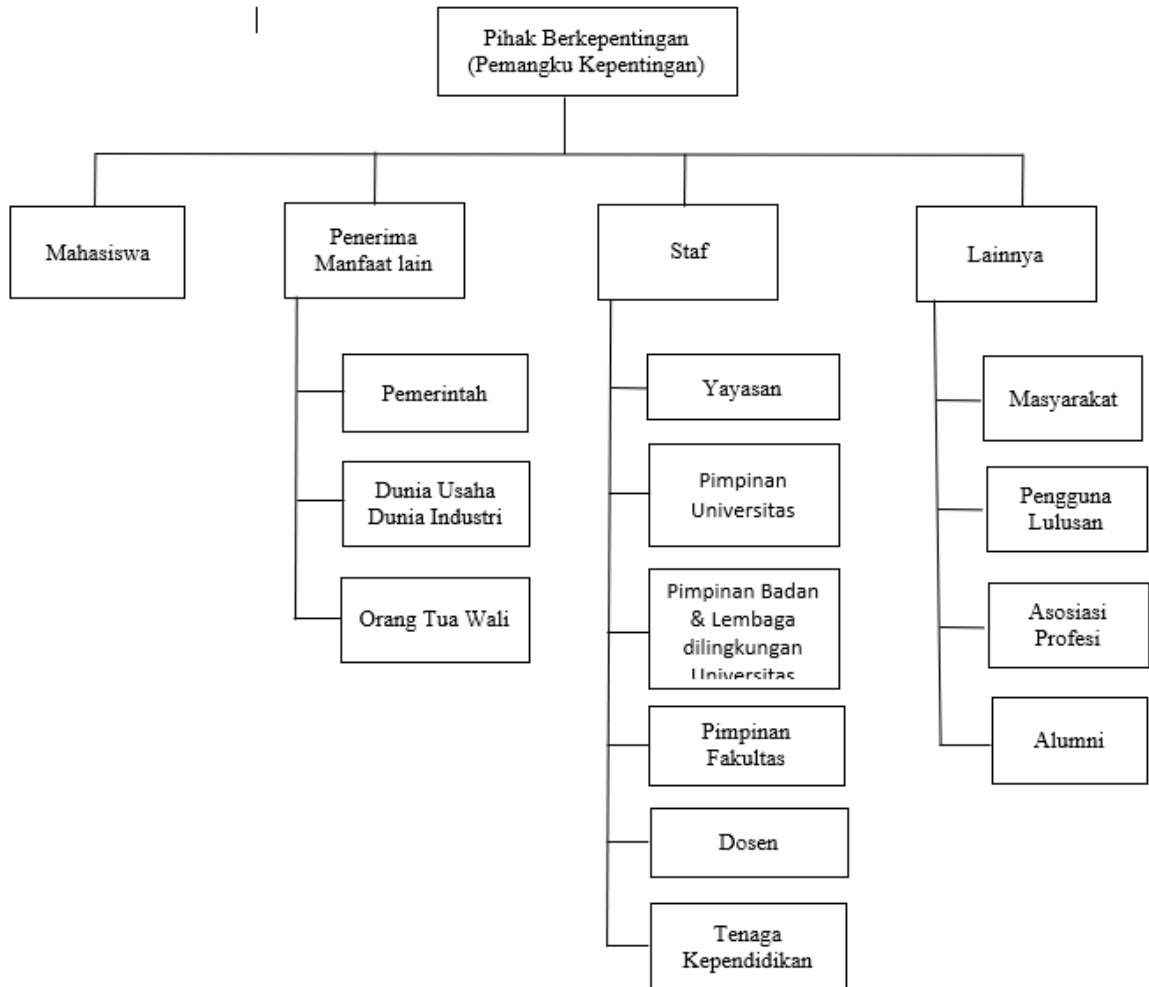 Pihak Berkepentingan
(Pemangku Kepentingan)
Mahasiswa
Penerima
Manfaat lain
Staf
Lainnya
Pemerintah
Dunia Usaha
Dunia Industri
Orang Tua Wali
Yayasan
Pimpinan
Universitas
Pimpinan Badan
& Lembaga
dilingkungan
Universitas
Pimpinan
Fakultas
Dosen
Tenaga
Kependidikan
Masyarakat
Pengguna
Lulusan
Asosiasi
Profesi
Alumni